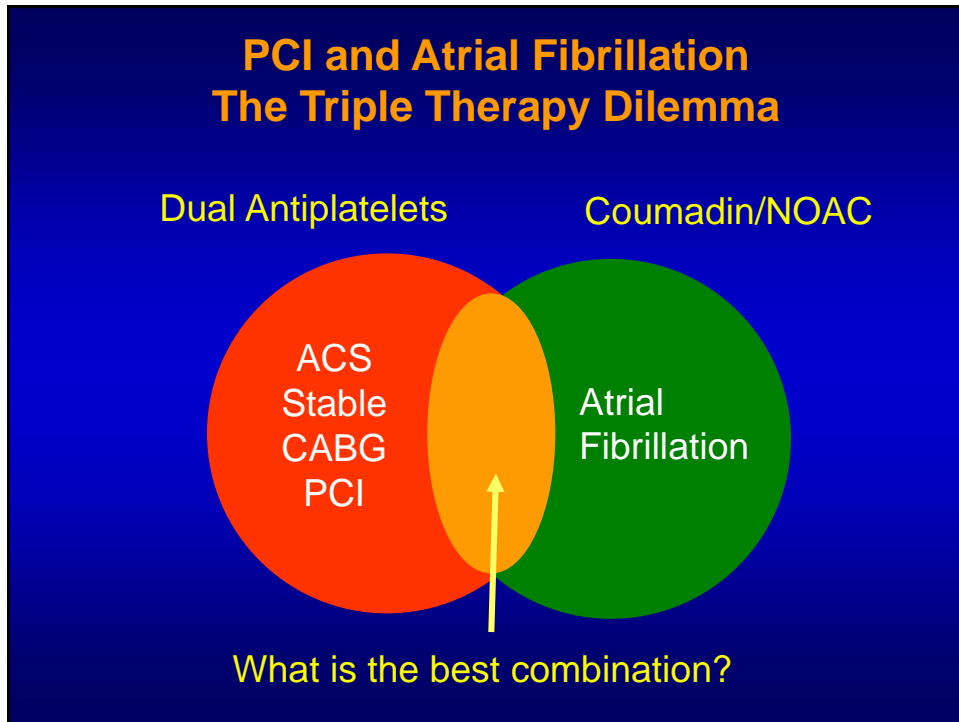 PCI and Atrial Fibrillation
The Triple Therapy Dilemma
Dual Antiplatelets
Coumadin/NOAC
ACS
Stable
CABG
PCI
Atrial
Fibrillation
What is the best combination?